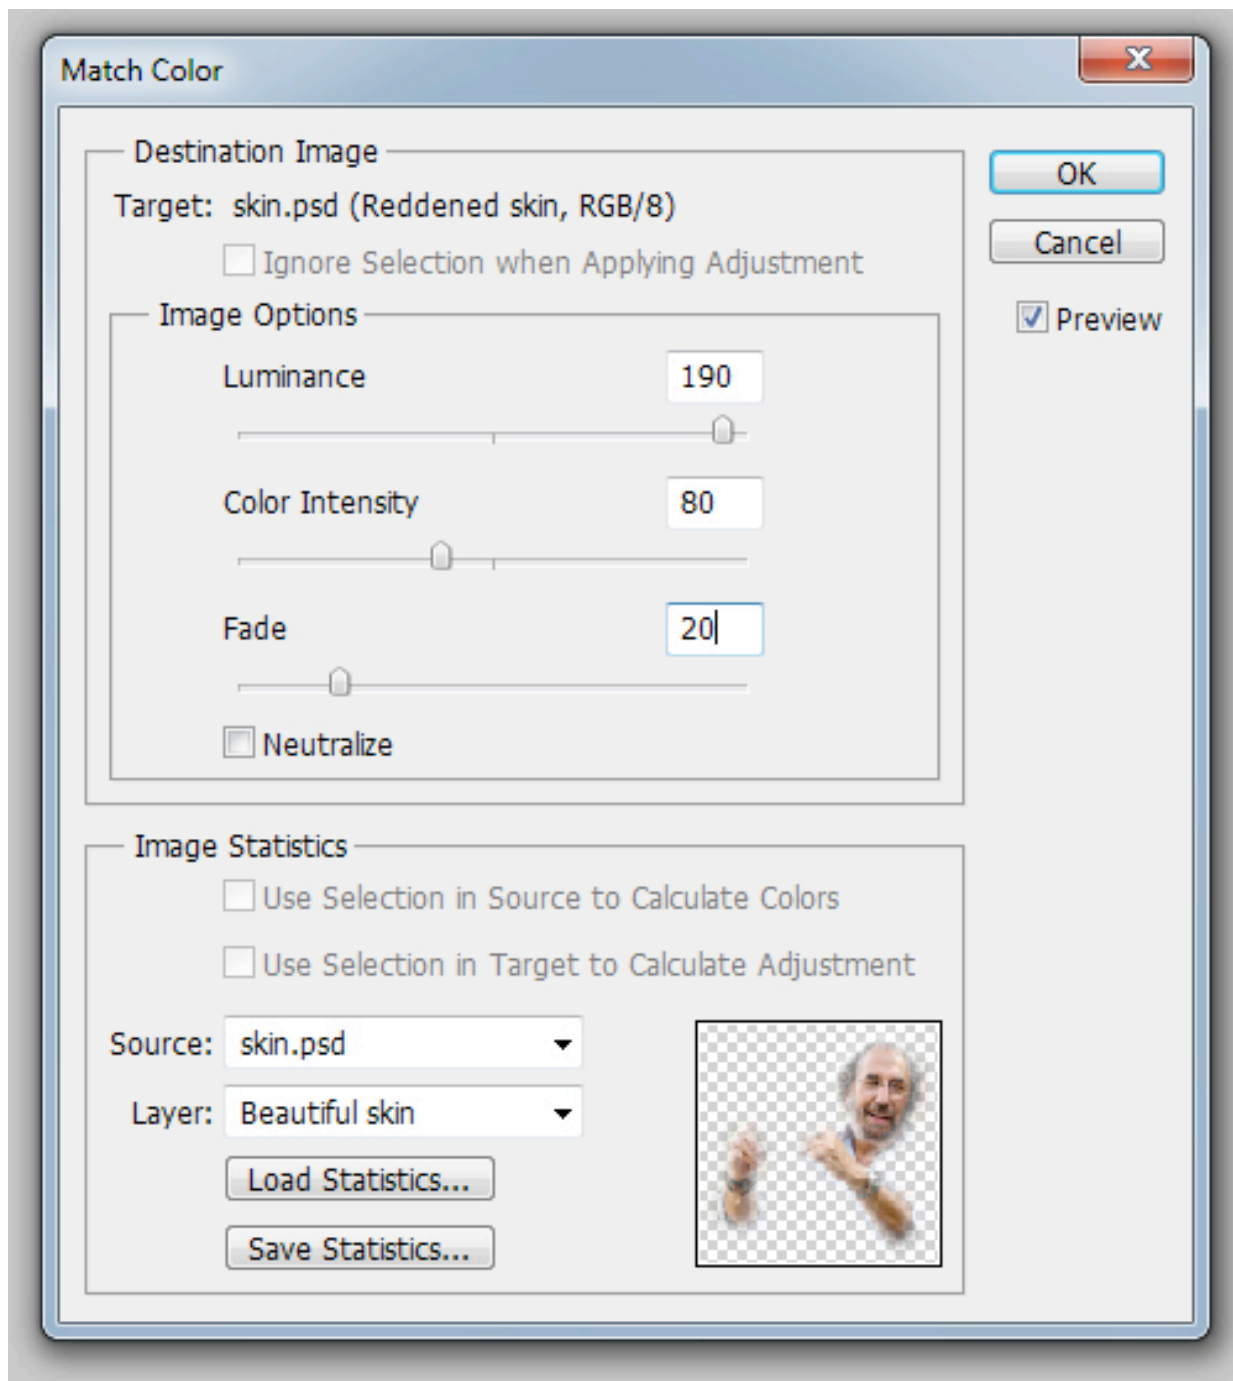 Match Color
Destination Image
OK
Target: skin.psd (Reddened skin, RGB/8)
Cancel
Ignore Selection when Applying Adjustment
Image Options
Preview
Luminance 190
Color Intensity 80
Fade 20
Neutralize
Image Statistics
Use Selection in Source to Calculate Colors
Use Selection in Target to Calculate Adjustment
Source: skin.psd
Layer: Beautiful skin
Load Statistics...
Save Statistics...